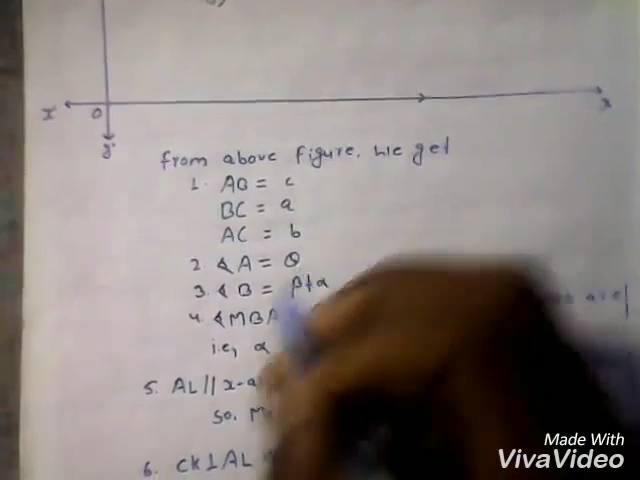 x' O x
y'
from above figure, we get
1. AB = c
BC = a
AC = b
2. ∠A = θ
3. ∠B = β+α
4. ∠MBA
i.e, α
5. AL // x-a
so, M
6. CK⊥AL
Made With
VivaVideo